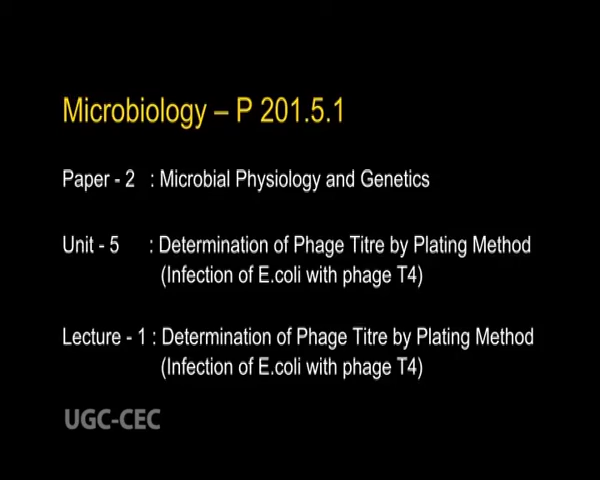 Microbiology – P 201.5.1
Paper - 2 : Microbial Physiology and Genetics
Unit - 5 : Determination of Phage Titre by Plating Method
(Infection of E.coli with phage T4)
Lecture - 1 : Determination of Phage Titre by Plating Method
(Infection of E.coli with phage T4)
UGC-CEC